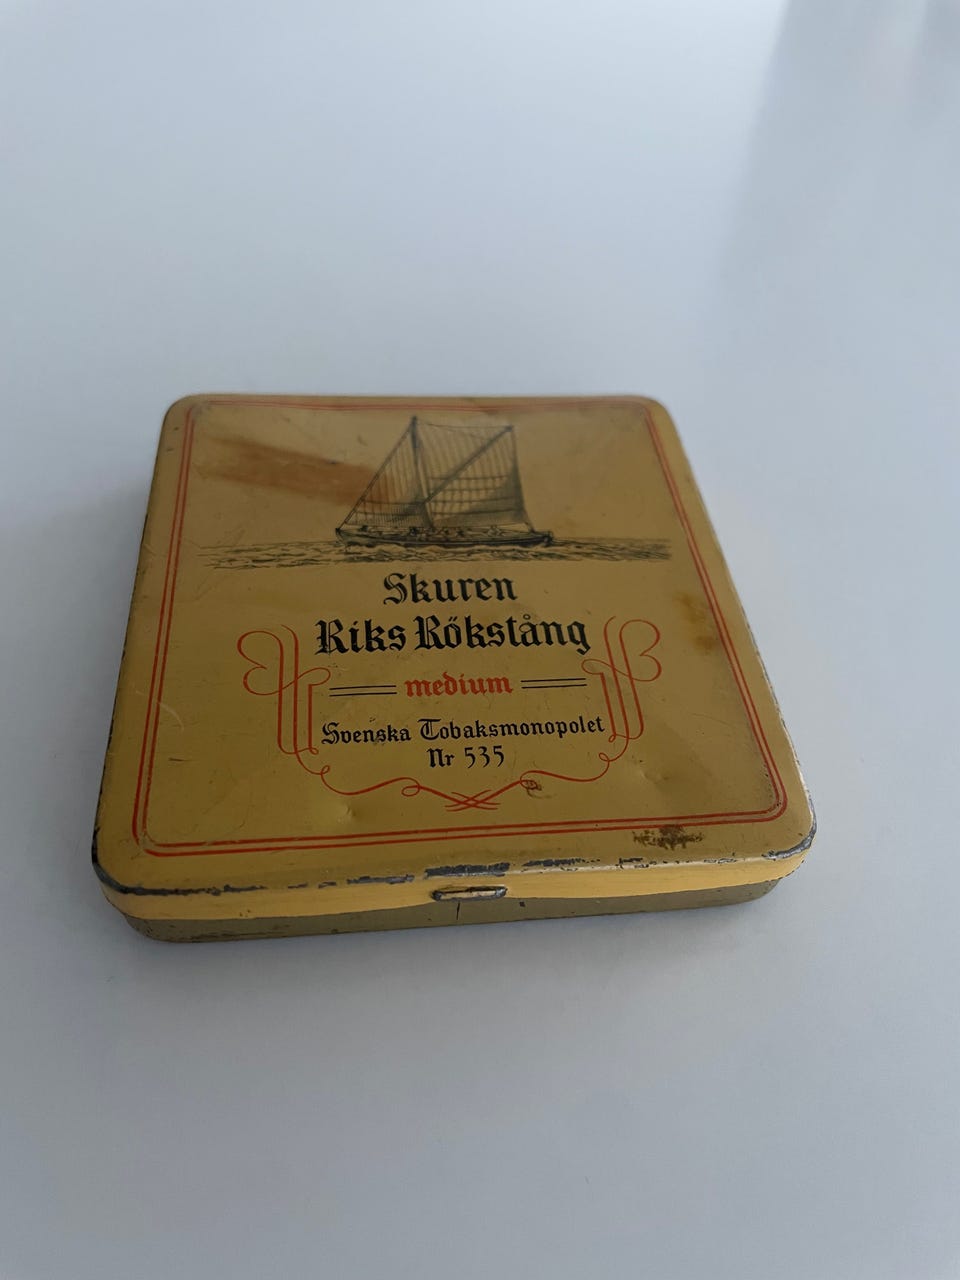 Skuren
Riks Rökstång
medium
Svenska Tobaksmonopolet
Nr 535